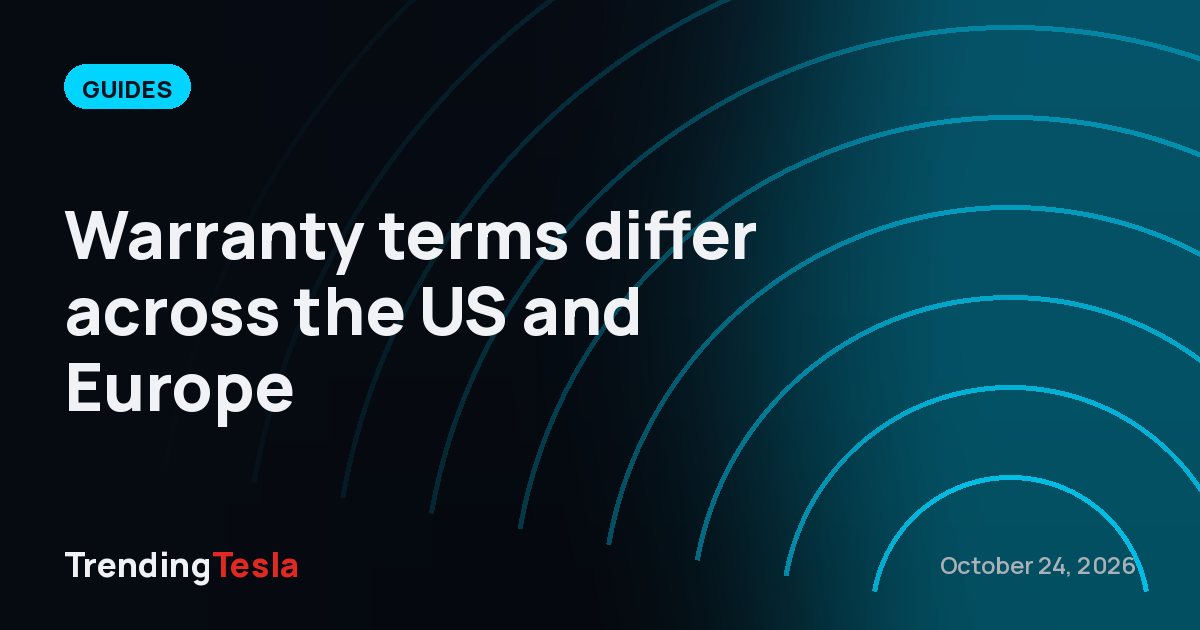 GUIDES
Warranty terms differ
across the US and
Europe
TrendingTesla
October 24, 2026